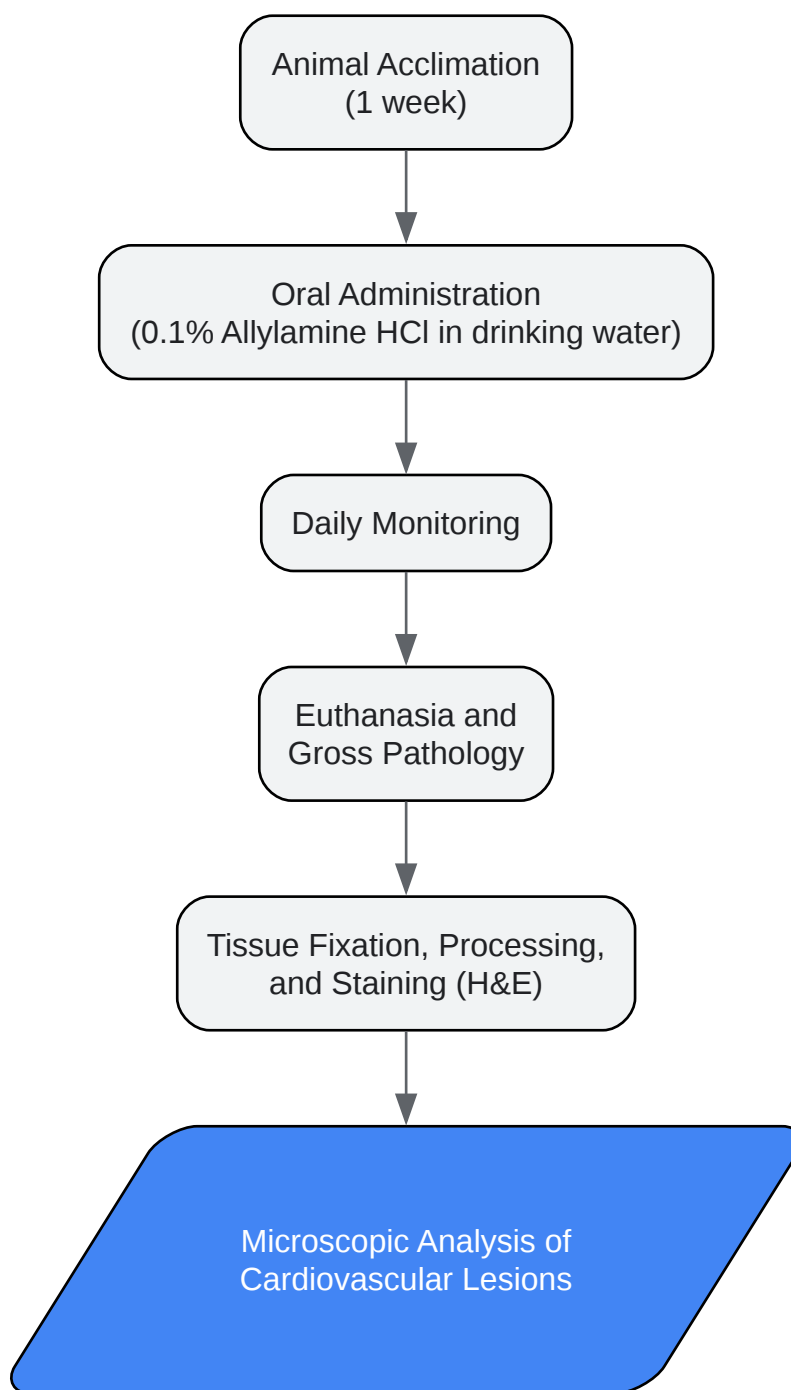 Animal Acclimation
(1 week)
Oral Administration
(0.1% Allylamine HCl in drinking water)
Daily Monitoring
Euthanasia and
Gross Pathology
Tissue Fixation, Processing,
and Staining (H&E)
Microscopic Analysis of
Cardiovascular Lesions